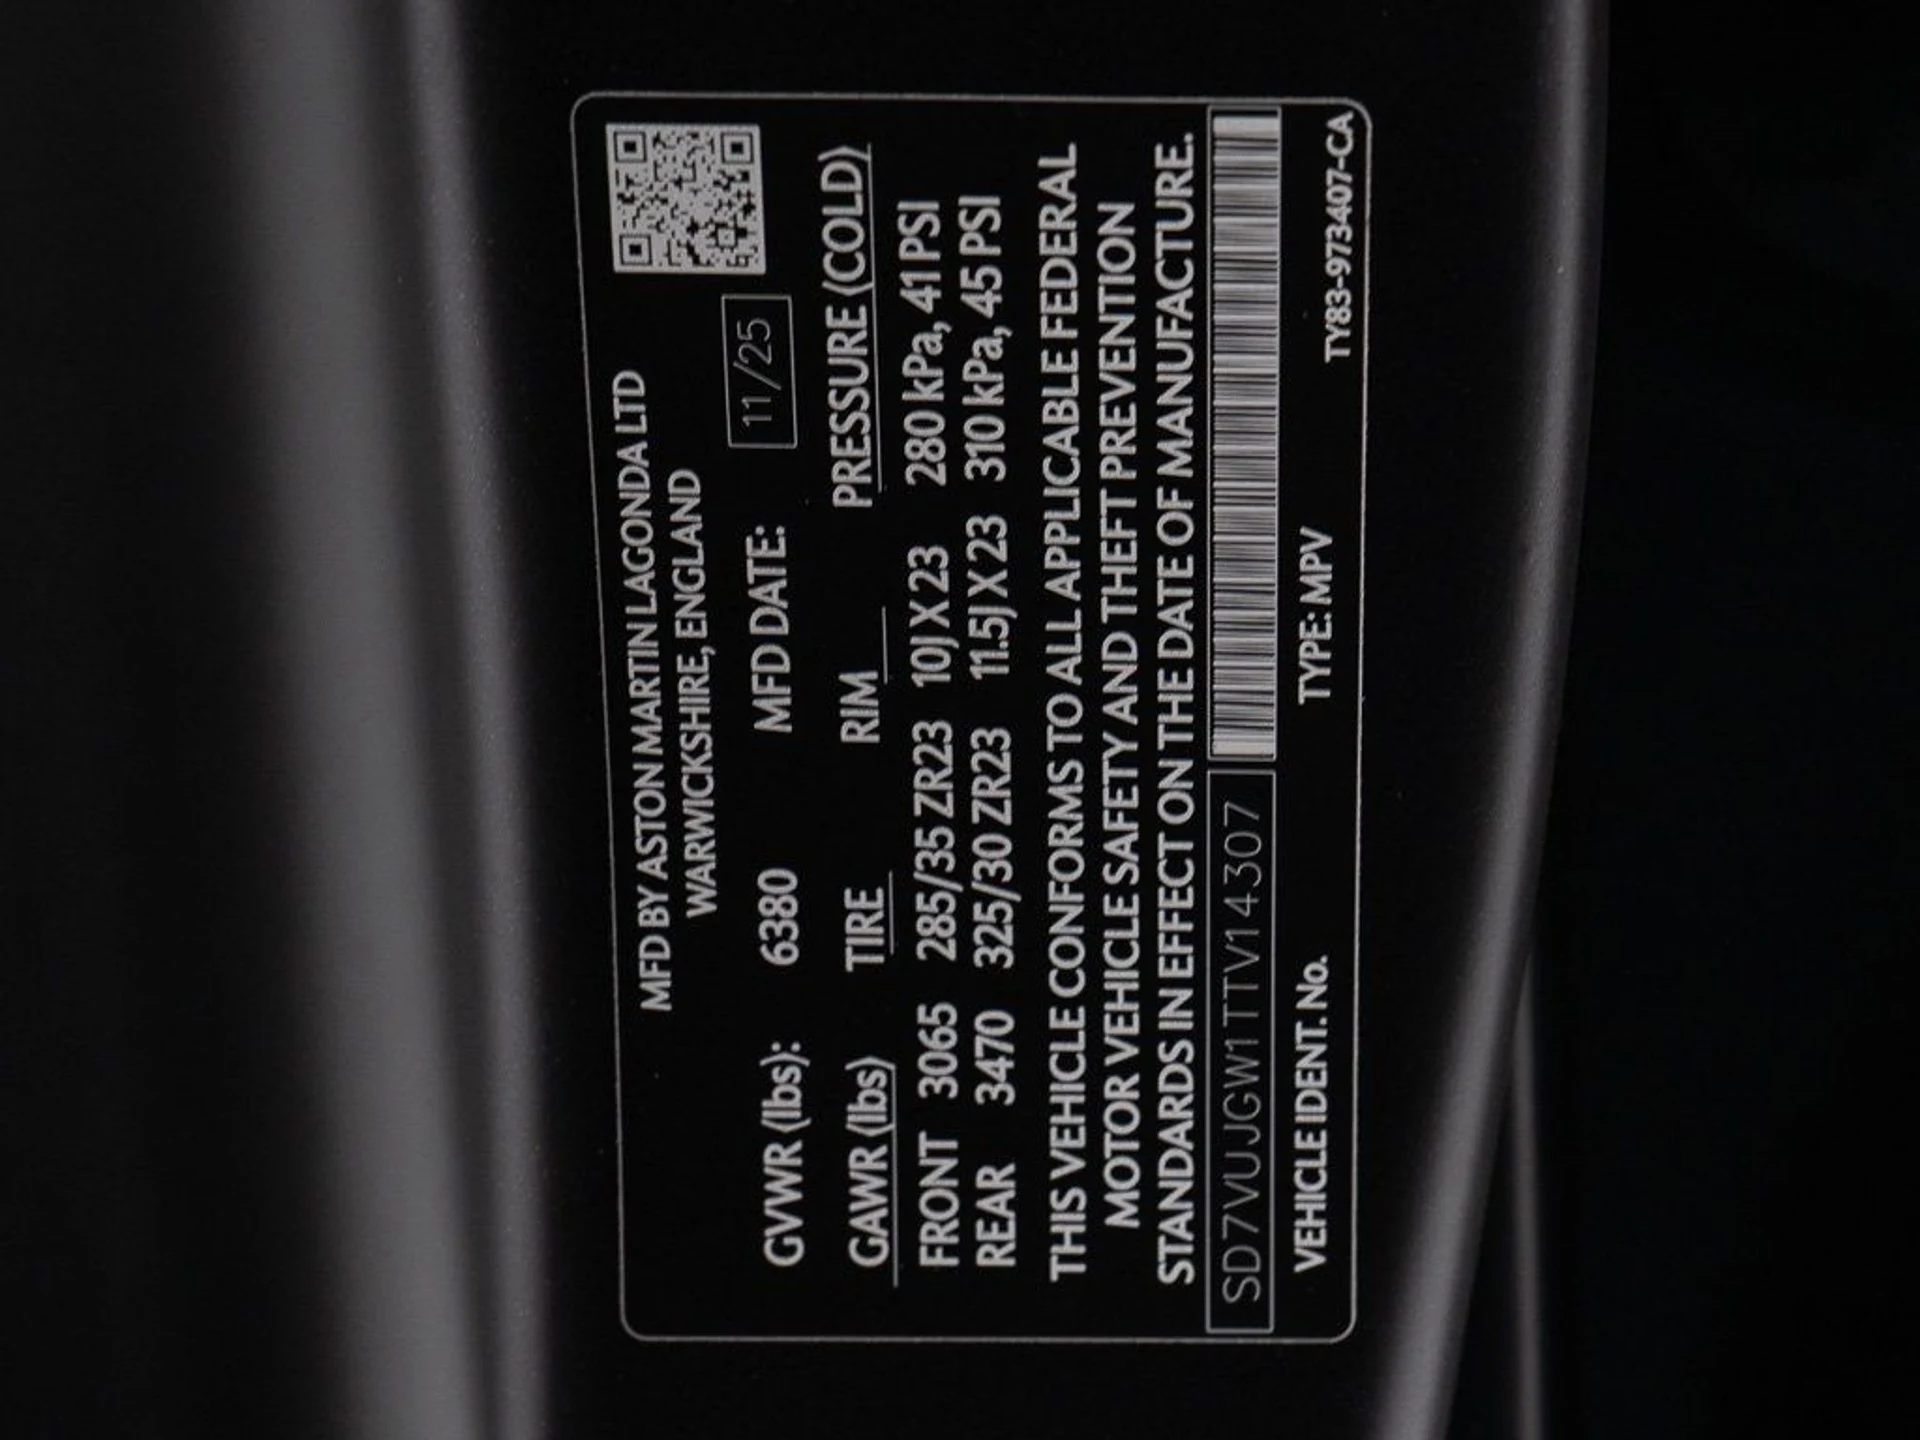 MFD BY ASTON MARTIN LAGONDA LTD
WARWICKSHIRE, ENGLAND
GVWR (lbs): 6380 MFD DATE: 11/25
GAWR (lbs) TIRE RIM PRESSURE (COLD)
FRONT 3065 285/35 ZR23 10J X 23 280 kPa, 41 PSI
REAR 3470 325/30 ZR23 11.5J X 23 310 kPa, 45 PSI
THIS VEHICLE CONFORMS TO ALL APPLICABLE FEDERAL
MOTOR VEHICLE SAFETY AND THEFT PREVENTION
STANDARDS IN EFFECT ON THE DATE OF MANUFACTURE.
SD7VUJGW1TTV14307
VEHICLE IDENT. No. TYPE: MPV TY83-973407-CA